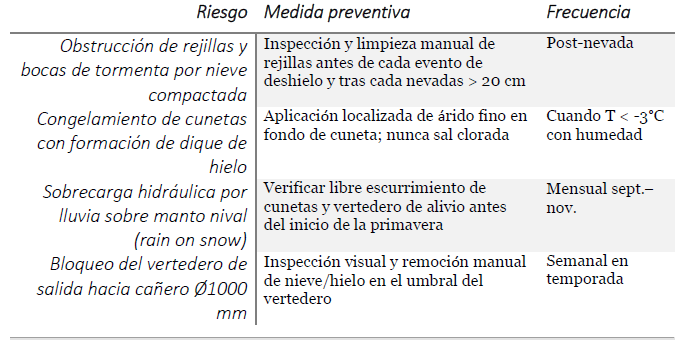 Riesgo Medida preventiva Frecuencia
Obstrucción de rejillas y Inspección y limpieza manual de Post-nevada
bocas de tormenta por nieve rejillas antes de cada evento de
compactada deshielo y tras cada nevadas > 20 cm
Congelamiento de cunetas Aplicación localizada de árido fino en Cuando T < -3°C
con formación de dique de fondo de cuneta; nunca sal clorada con humedad
hielo
Sobrecarga hidráulica por Verificar libre escurrimiento de Mensual sept.–
lluvia sobre manto nival cunetas y vertedero de alivio antes nov.
(rain on snow) del inicio de la primavera
Bloqueo del vertedero de Inspección visual y remoción manual Semanal en
salida hacia cañero Ø1000 de nieve/hielo en el umbral del temporada
mm vertedero